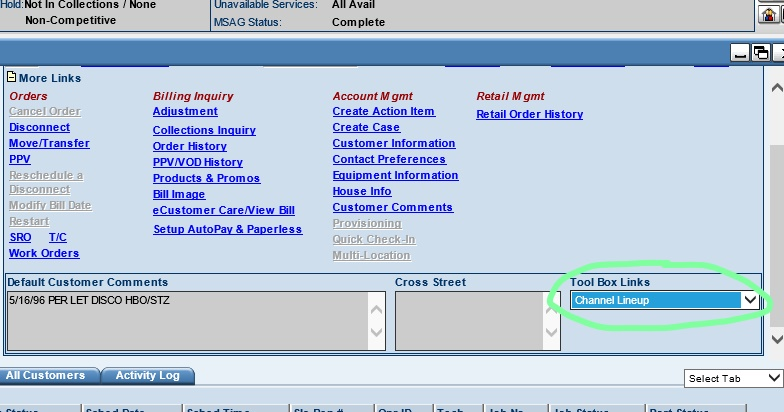 Hold: Not In Collections / None Unavailable Services: All Avail
Non-Competitive MSAG Status: Complete
More Links
Orders Billing Inquiry Account Mgmt Retail Mgmt
Cancel Order Adjustment Create Action Item Retail Order History
Disconnect Collections Inquiry Create Case
Move/Transfer Order History Customer Information
PPV PPV/VOD History Contact Preferences
Reschedule a Products & Promos Equipment Information
Disconnect Bill Image House Info
Modify Bill Date eCustomer Care/View Bill Customer Comments
Restart Setup AutoPay & Paperless Provisioning
SRO T/C Quick Check-In
Work Orders Multi-Location
Default Customer Comments Cross Street Tool Box Links
5/16/96 PER LET DISCO HBO/STZ Channel Lineup
All Customers Activity Log Select Tab